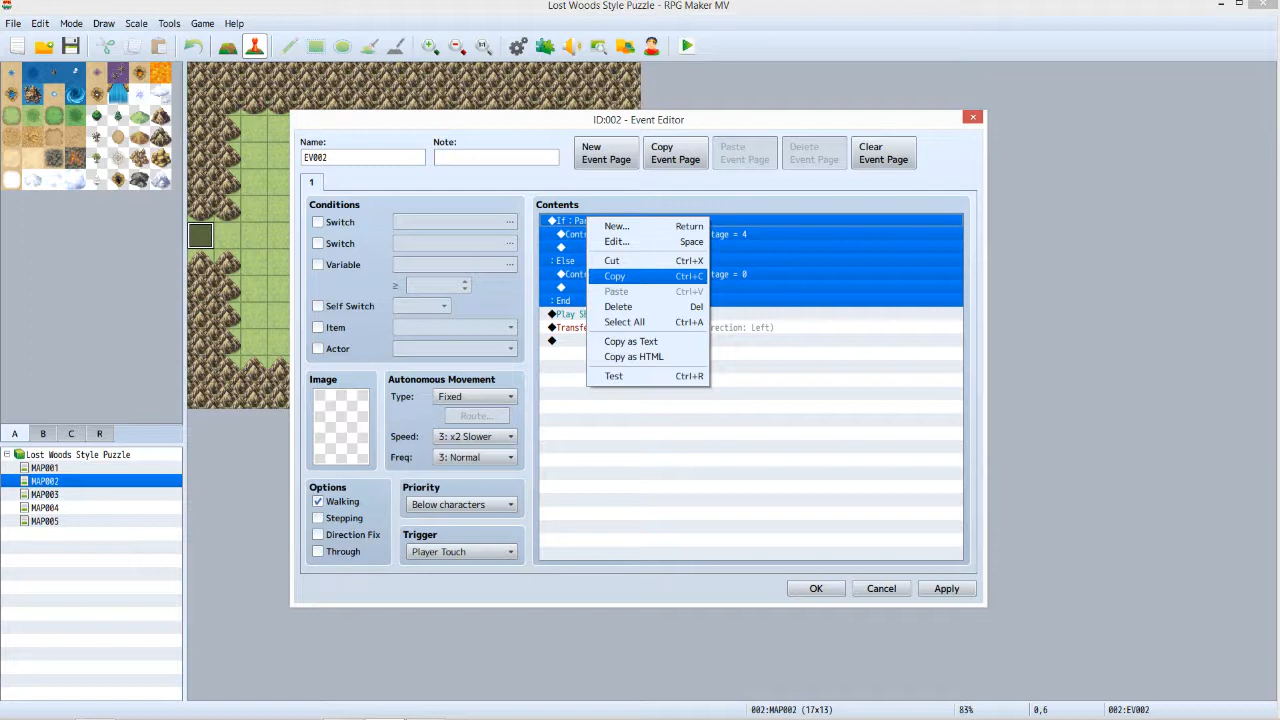 Lost Woods Style Puzzle - RPG Maker MV
File Edit Mode Draw Scale Tools Game Help
ID:002 - Event Editor
Name: Note:
EV002
New Event Page
Copy Event Page
Paste Event Page
Delete Event Page
Clear Event Page
1
Conditions
Switch ...
Switch ...
Variable ...
≥
Self Switch
Item
Actor
Image
Autonomous Movement
Type: Fixed
Route...
Speed: 3: x2 Slower
Freq: 3: Normal
Options
Walking
Stepping
Direction Fix
Through
Priority
Below characters
Trigger
Player Touch
Contents
◆If : Pa
◆Contr tage = 4
◆
: Else
◆Contr tage = 0
◆
: End
◆Play S
◆Transfe rection: Left)
◆
New... Return
Edit... Space
Cut Ctrl+X
Copy Ctrl+C
Paste Ctrl+V
Delete Del
Select All Ctrl+A
Copy as Text
Copy as HTML
Test Ctrl+R
OK Cancel Apply
A B C R
Lost Woods Style Puzzle
MAP001
MAP002
MAP003
MAP004
MAP005
002:MAP002 (17x13) 83% 0,6 002:EV002